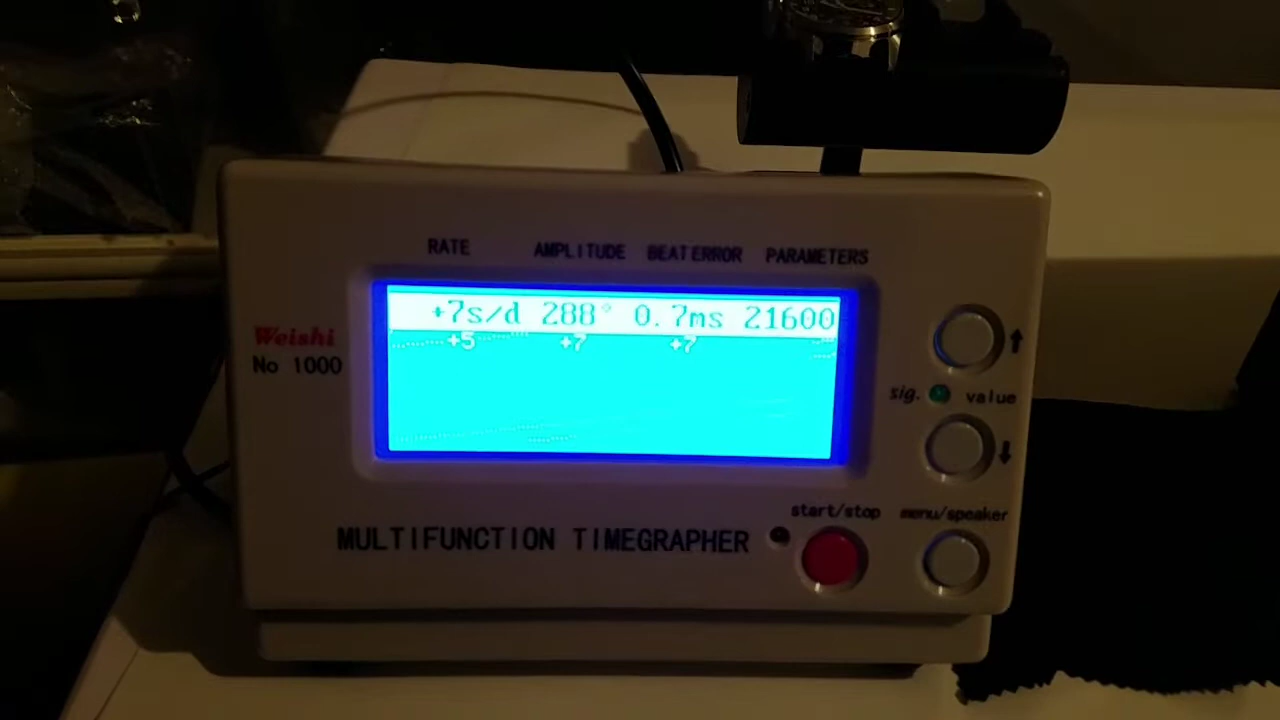 RATE AMPLITUDE BEAT ERROR PARAMETERS
+7s/d 288° 0.7ms 21600
+5 +7 +7
Weishi
No 1000
sig. value
start/stop menu/speaker
MULTIFUNCTION TIMEGRAPHER